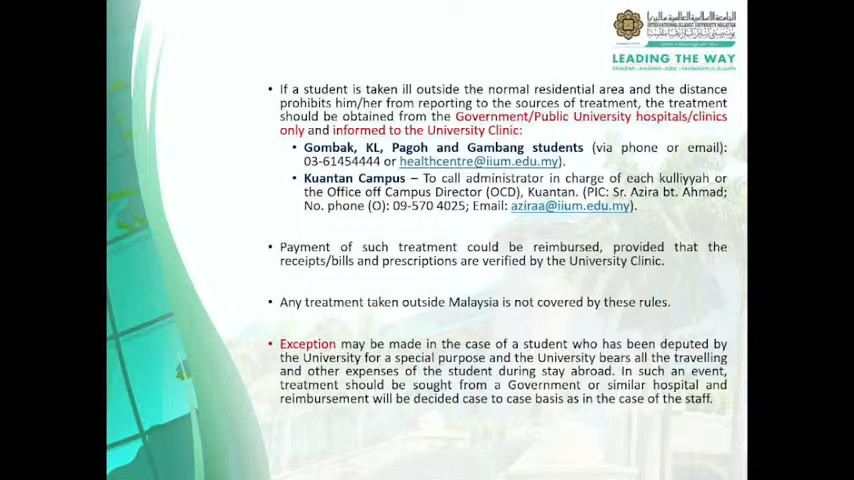 الجامعة الإسلامية العالمية ماليزيا
INTERNATIONAL ISLAMIC UNIVERSITY MALAYSIA
LEADING THE WAY
• If a student is taken ill outside the normal residential area and the distance
prohibits him/her from reporting to the sources of treatment, the treatment
should be obtained from the Government/Public University hospitals/clinics
only and informed to the University Clinic:
• Gombak, KL, Pagoh and Gambang students (via phone or email):
03-61454444 or healthcentre@iium.edu.my).
• Kuantan Campus – To call administrator in charge of each kulliyyah or
the Office off Campus Director (OCD), Kuantan. (PIC: Sr. Azira bt. Ahmad;
No. phone (O): 09-570 4025; Email: aziraa@iium.edu.my).
• Payment of such treatment could be reimbursed, provided that the
receipts/bills and prescriptions are verified by the University Clinic.
• Any treatment taken outside Malaysia is not covered by these rules.
• Exception may be made in the case of a student who has been deputed by
the University for a special purpose and the University bears all the travelling
and other expenses of the student during stay abroad. In such an event,
treatment should be sought from a Government or similar hospital and
reimbursement will be decided case to case basis as in the case of the staff.